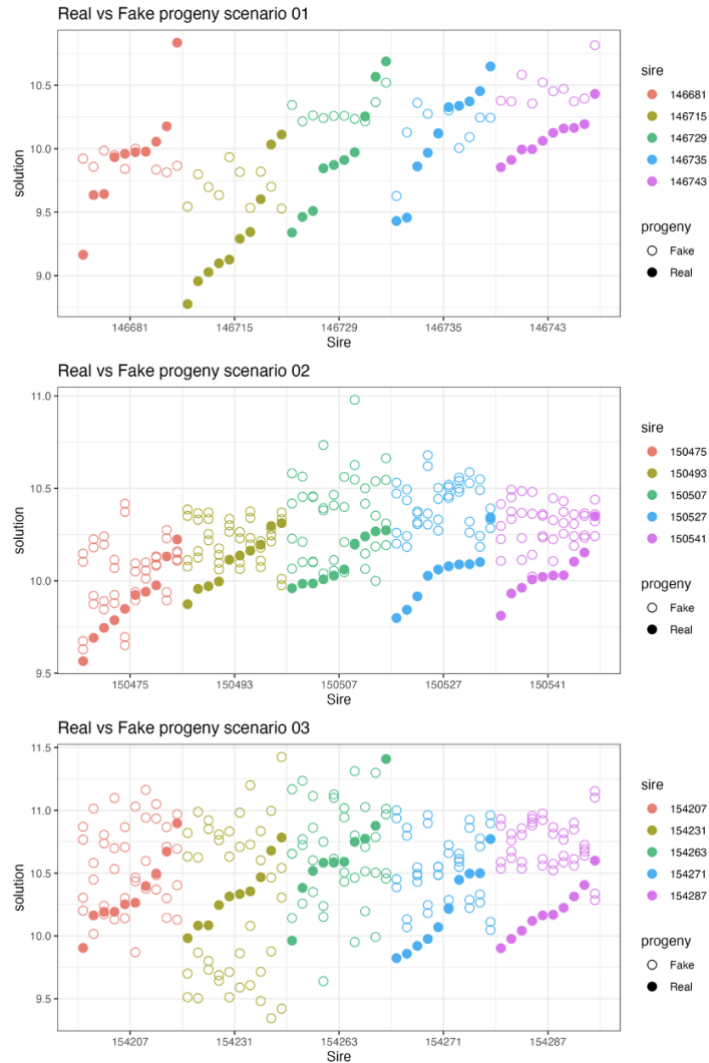 Real vs Fake progeny scenario 01
10.5
10.0
9.5
9.0
solution
146681
146715
146729
146735
146743
Sire
sire
146681
146715
146729
146735
146743
progeny
Fake
Real
Real vs Fake progeny scenario 02
11.0
10.5
10.0
9.5
solution
150475
150493
150507
150527
150541
Sire
sire
150475
150493
150507
150527
150541
progeny
Fake
Real
Real vs Fake progeny scenario 03
11.5
11.0
10.5
10.0
9.5
solution
154207
154231
154263
154271
154287
Sire
sire
154207
154231
154263
154271
154287
progeny
Fake
Real